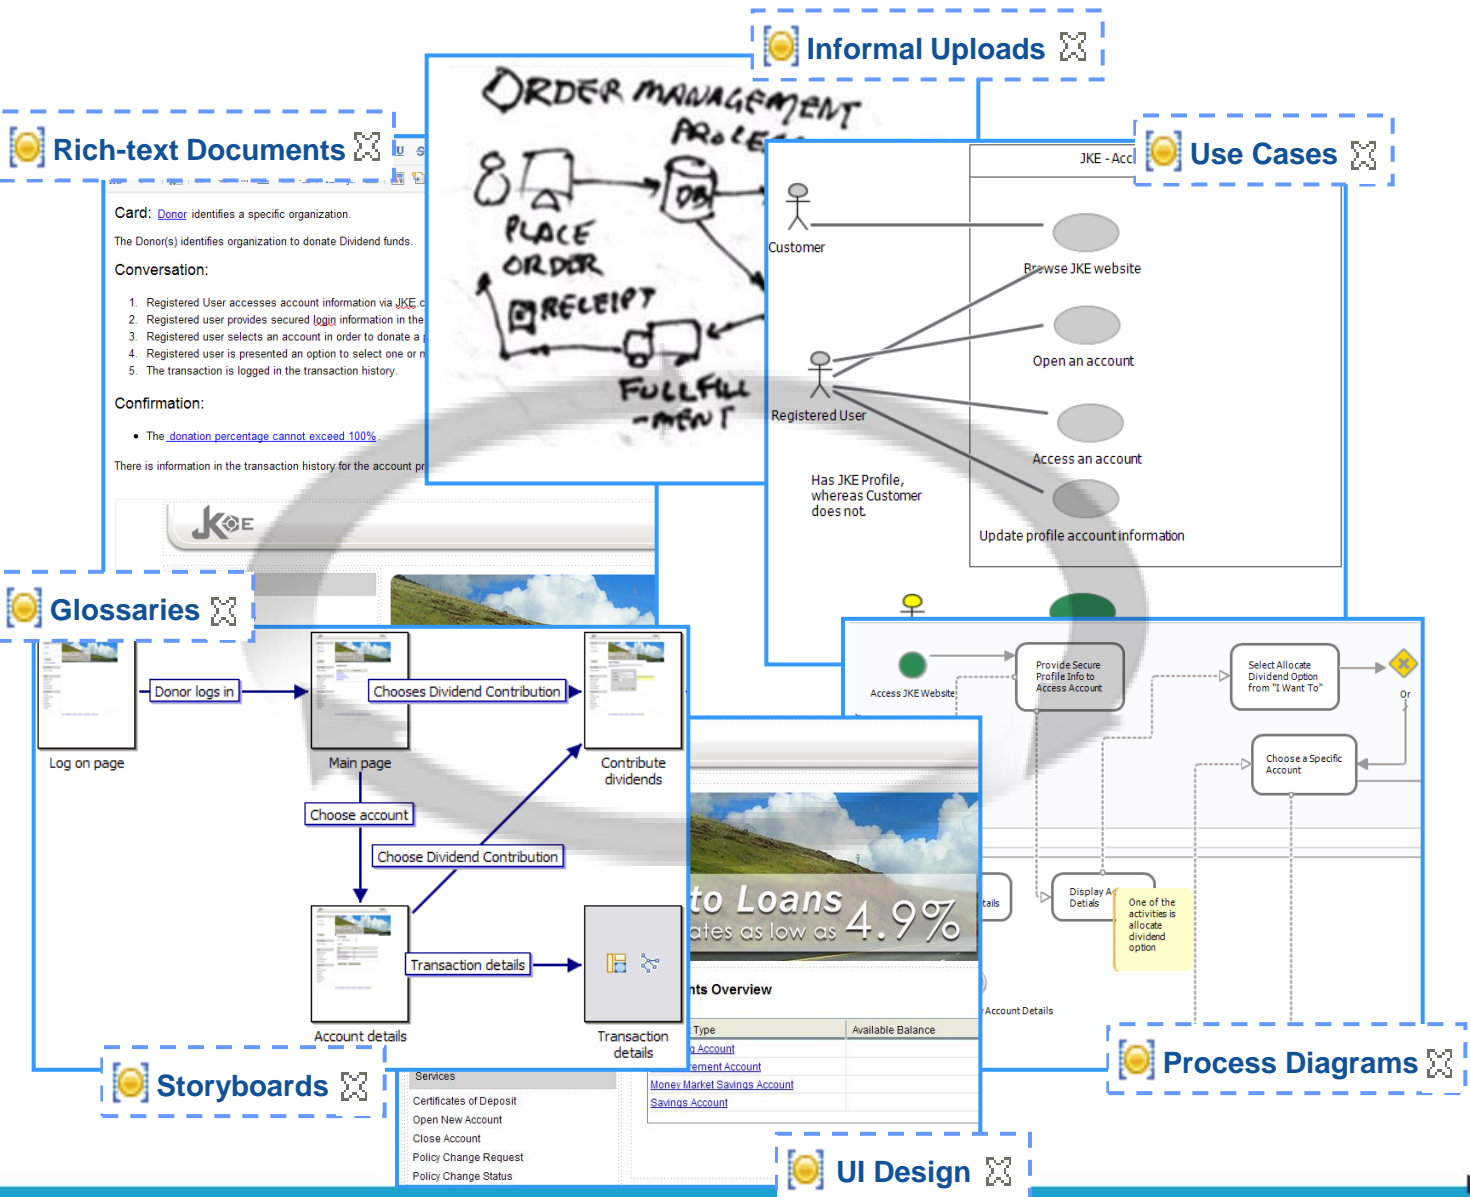 Informal Uploads
ORDER MANAGEMENT
PLACE
ORDER
DB
RECEIPT
FULLFILL
-MENT
Use Cases
JKE - Acc
Customer
Browse JKE website
Open an account
Registered User
Access an account
Has JKE Profile,
whereas Customer
does not.
Update profile account information
Rich-text Documents
Card: Donor identifies a specific organization.
The Donor(s) identifies organization to donate Dividend funds.
Conversation:
1. Registered User accesses account information via JKE.c
2. Registered user provides secured login information in the
3. Registered user selects an account in order to donate a p
4. Registered user is presented an option to select one or m
5. The transaction is logged in the transaction history.
Confirmation:
• The donation percentage cannot exceed 100% .
There is information in the transaction history for the account pr
JKE
Glossaries
Donor logs in
Chooses Dividend Contribution
Log on page
Main page
Contribute
dividends
Choose account
Choose Dividend Contribution
Transaction details
Account details
Transaction
details
Storyboards
Access JKE Website
Provide Secure
Profile Info to
Access Account
Select Allocate
Dividend Option
from "I Want To"
Or
Choose a Specific
Account
tails
Display Ac
Detials
One of the
activities is
allocate
dividend
option
Account Details
Process Diagrams
to Loans
ates as low as 4.9%
nts Overview
Type
Available Balance
g Account
rement Account
Money Market Savings Account
Savings Account
Services
Certificates of Deposit
Open New Account
Close Account
Policy Change Request
Policy Change Status
UI Design